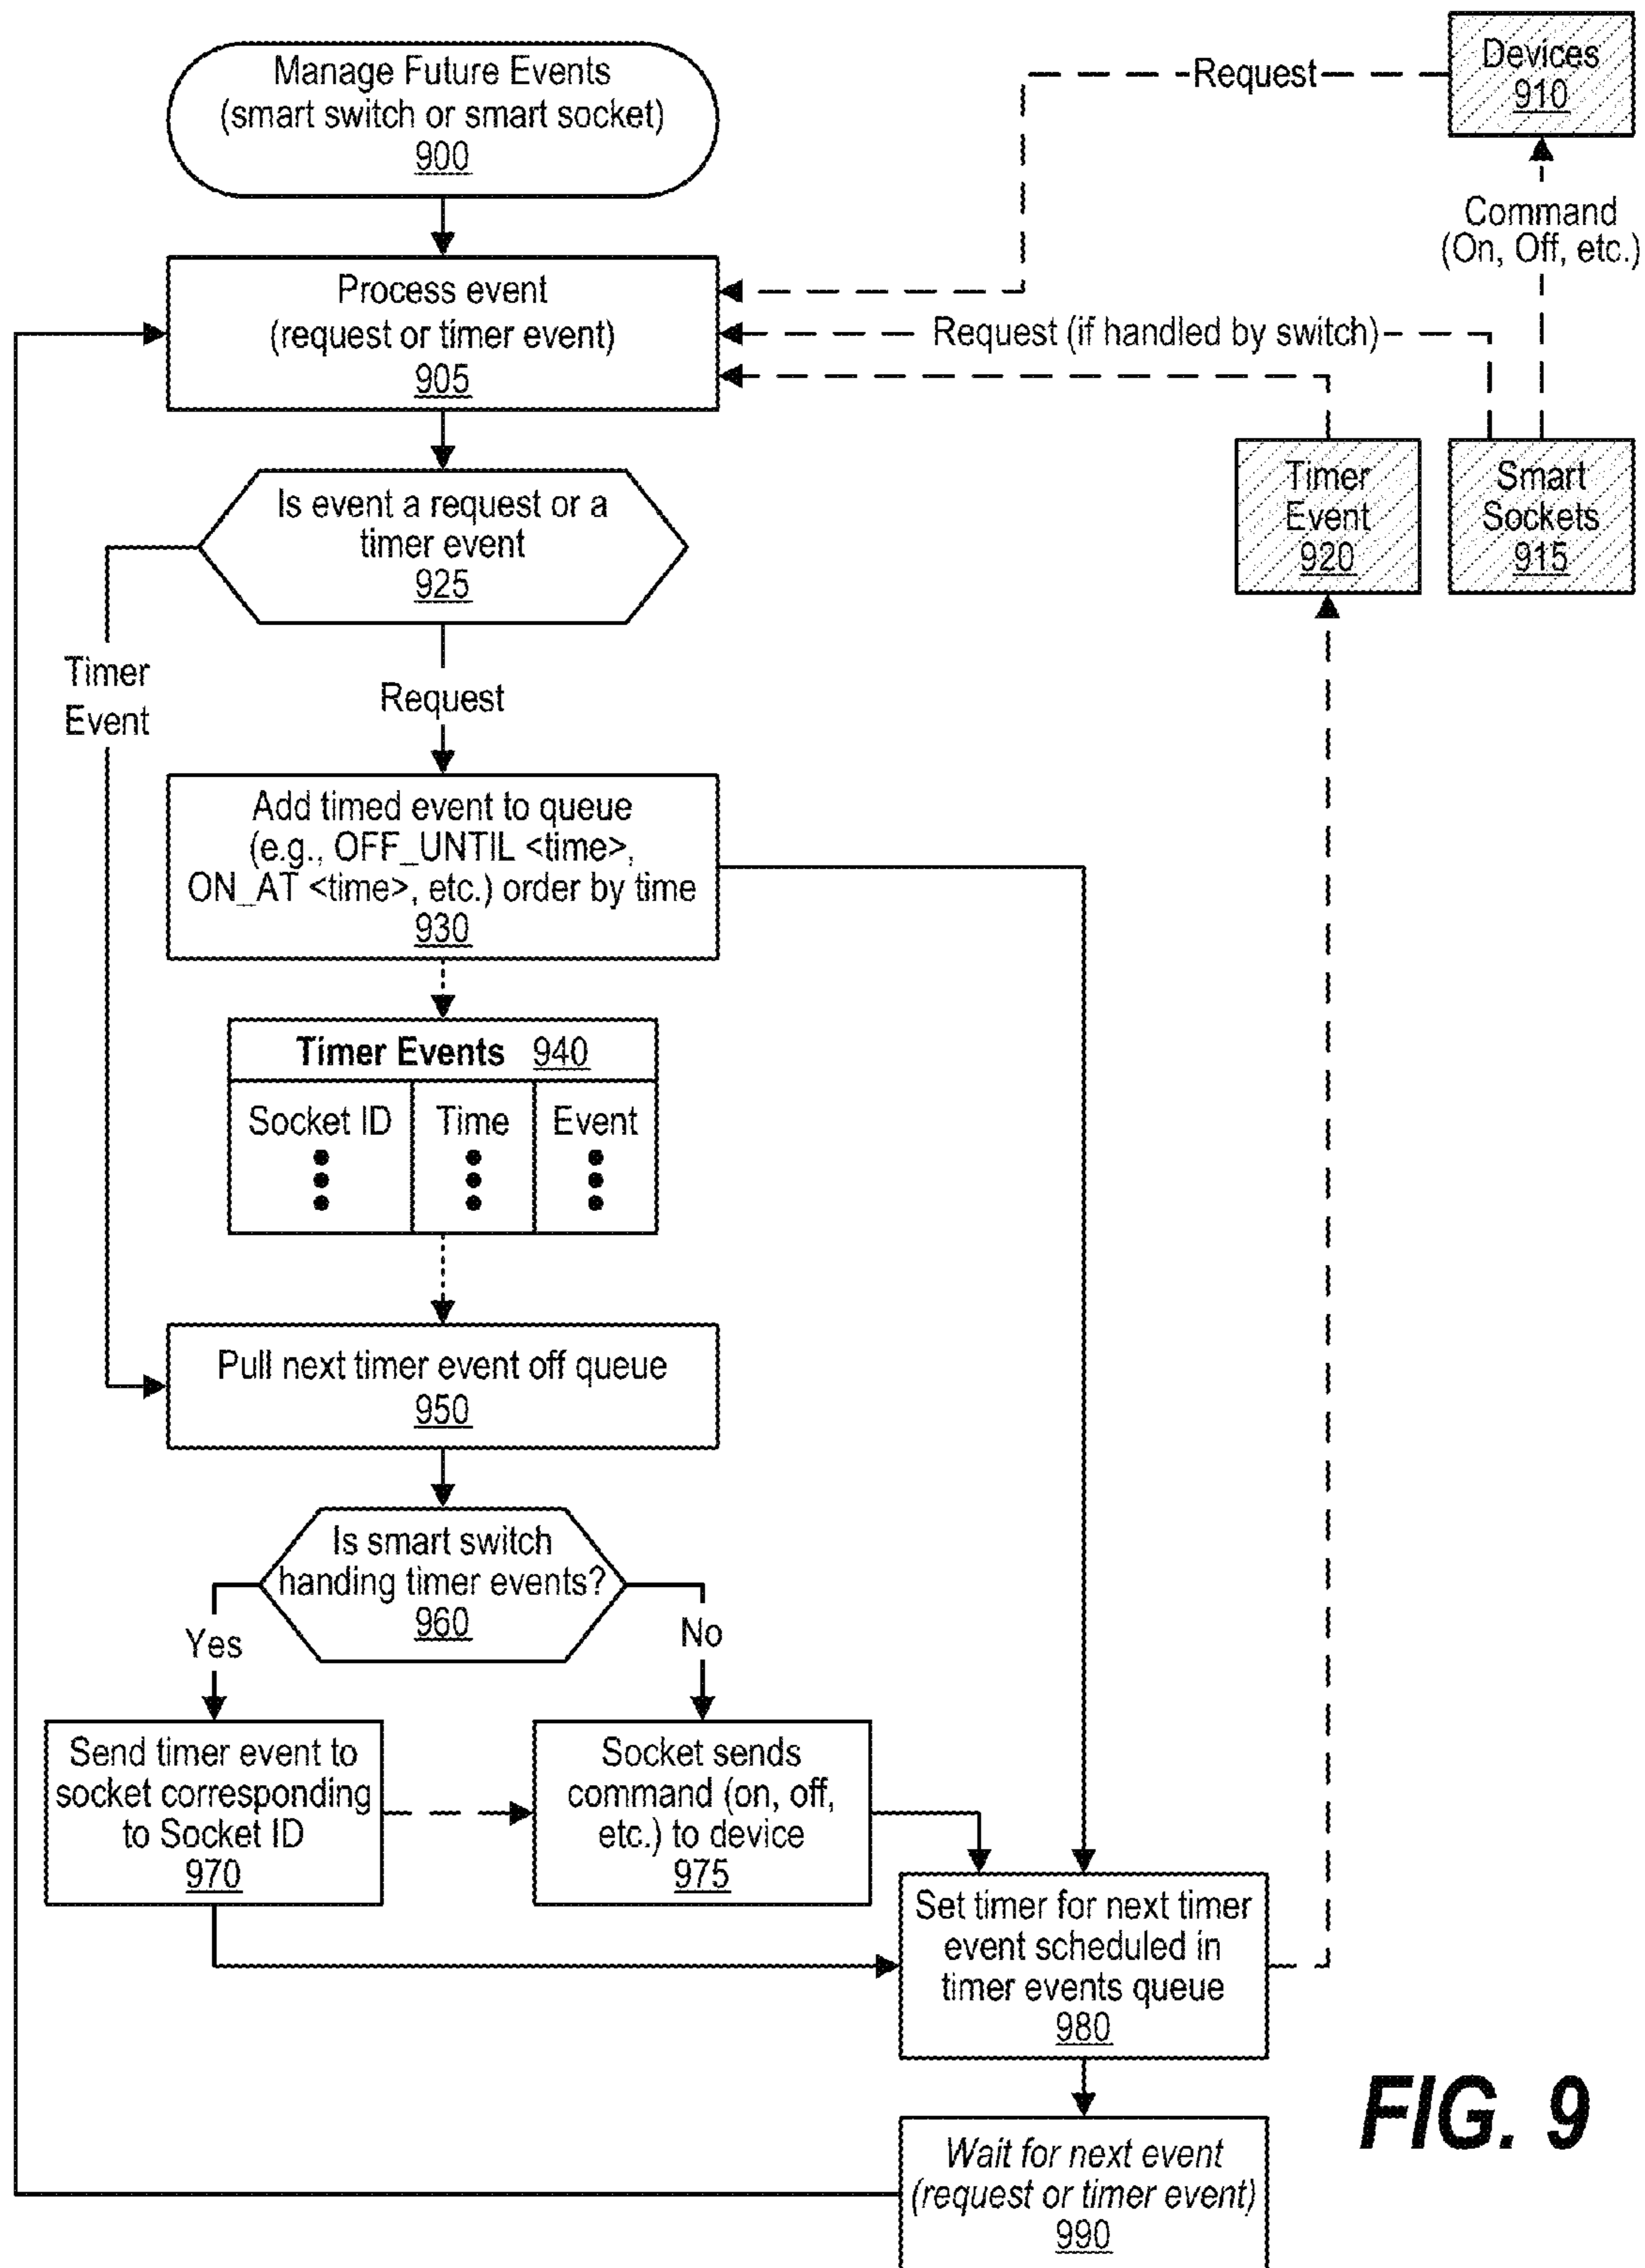 Manage Future Events
(smart switch or smart socket)
900
Devices
910
Request
Command
(On, Off, etc.)
Process event
(request or timer event)
905
Request (if handled by switch)
Timer
Event
920
Smart
Sockets
915
Is event a request or a
timer event
925
Timer
Event
Request
Add timed event to queue
(e.g., OFF_UNTIL <time>,
ON_AT <time>, etc.) order by time
930
Timer Events 940
Socket ID Time Event
Pull next timer event off queue
950
Is smart switch
handing timer events?
960
Yes
No
Send timer event to
socket corresponding
to Socket ID
970
Socket sends
command (on, off,
etc.) to device
975
Set timer for next timer
event scheduled in
timer events queue
980
Wait for next event
(request or timer event)
990
FIG. 9